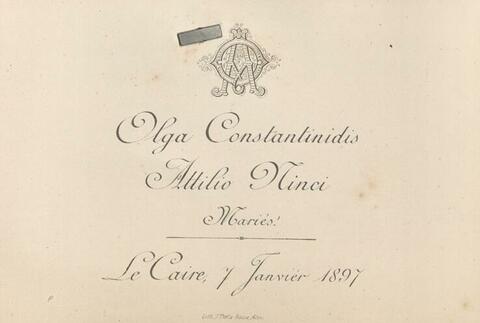 Olga Constantinidis
Attilio Ninci
Mariés!
Le Caire, 7 Janvier 1897